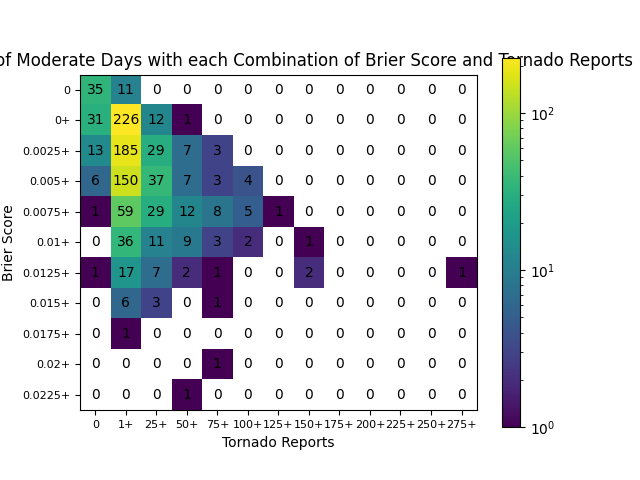 of Moderate Days with each Combination of Brier Score and Tornado Reports
0 35 11 0 0 0 0 0 0 0 0 0 0 0
0+ 31 226 12 1 0 0 0 0 0 0 0 0 0
0.0025+ 13 185 29 7 3 0 0 0 0 0 0 0 0
0.005+ 6 150 37 7 3 4 0 0 0 0 0 0 0
0.0075+ 1 59 29 12 8 5 1 0 0 0 0 0 0
0.01+ 0 36 11 9 3 2 0 1 0 0 0 0 0
0.0125+ 1 17 7 2 1 0 0 2 0 0 0 0 1
0.015+ 0 6 3 0 1 0 0 0 0 0 0 0 0
0.0175+ 0 1 0 0 0 0 0 0 0 0 0 0 0
0.02+ 0 0 0 0 1 0 0 0 0 0 0 0 0
0.0225+ 0 0 0 1 0 0 0 0 0 0 0 0 0
0 1+ 25+ 50+ 75+ 100+ 125+ 150+ 175+ 200+ 225+ 250+ 275+
Tornado Reports
Brier Score
10²
10¹
10⁰